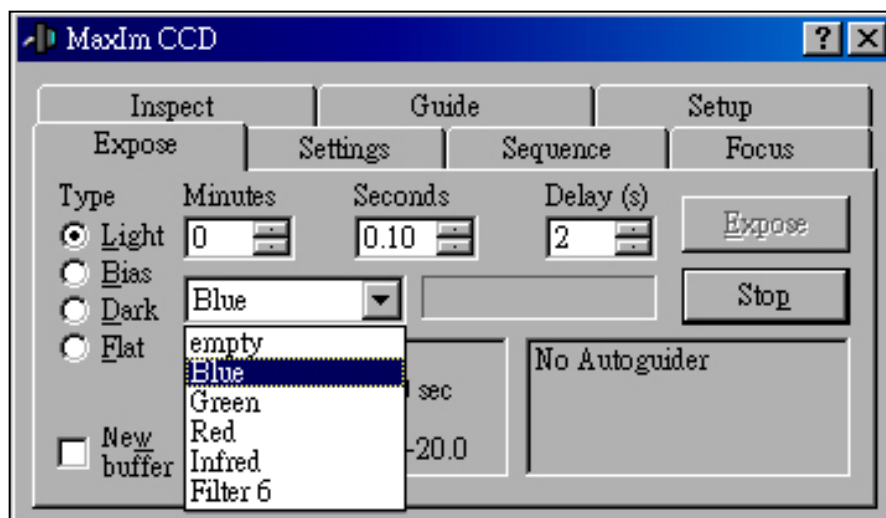 MaxIm CCD
Inspect Guide Setup
Expose Settings Sequence Focus
Type Minutes Seconds Delay (s)
Light 0 0.10 2 Expose
Bias
Dark Blue Stop
Flat
empty
Blue
Green
Red
Infred
Filter 6
sec
-20.0
No Autoguider
New
buffer